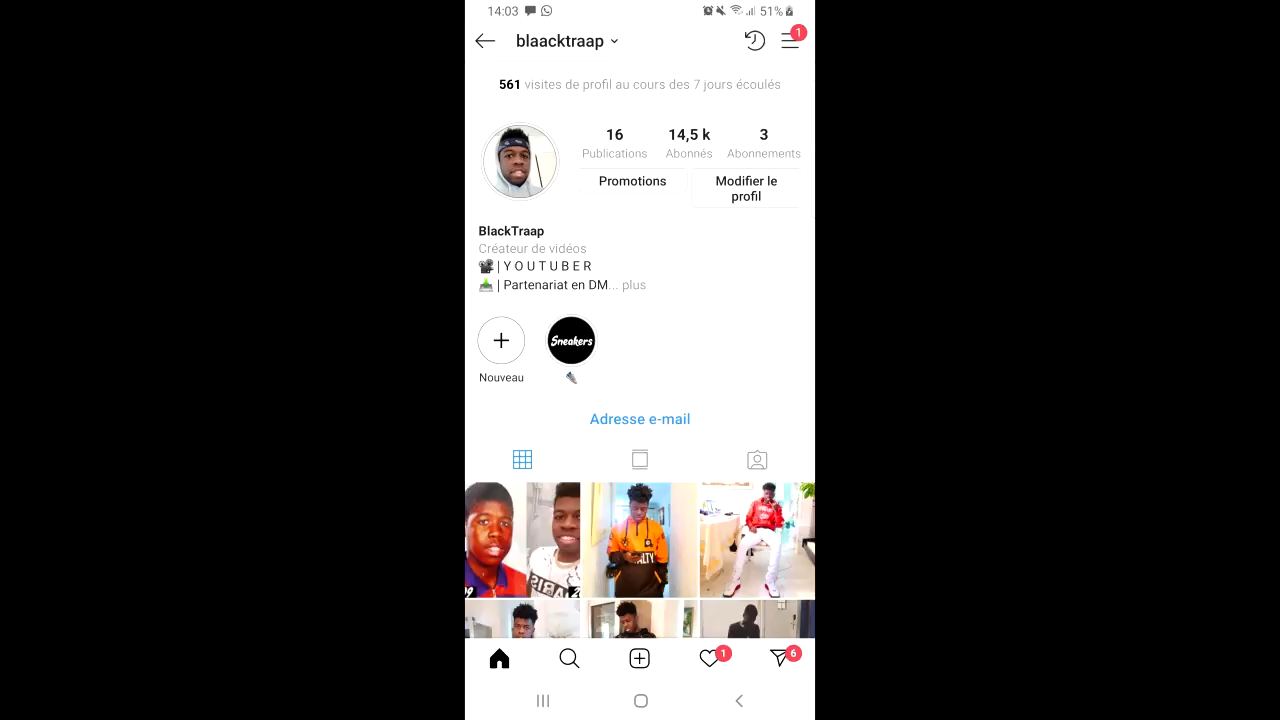 14:03 51%
blaacktraap 1
561 visites de profil au cours des 7 jours écoulés
16 14,5 k 3
Publications Abonnés Abonnements
Promotions Modifier le
profil
BlackTraap
Créateur de vidéos
| Y O U T U B E R
| Partenariat en DM... plus
Sneakers
Nouveau
Adresse e-mail
1 6